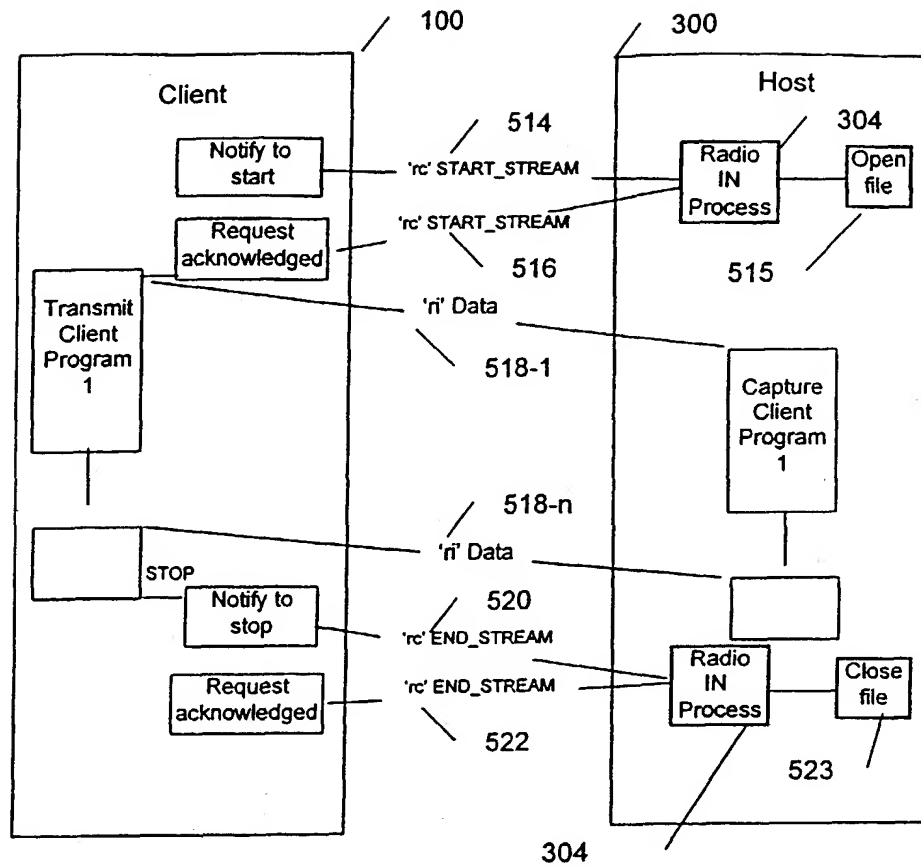 100
300
Client
Host
514
304
Notify to
start
'rc' START_STREAM
Radio
IN
Process
Open
file
Request
acknowledged
'rc' START_STREAM
516
515
Transmit
Client
Program
1
'ri' Data
518-1
Capture
Client
Program
1
518-n
'ri' Data
STOP
Notify to
stop
520
'rc' END_STREAM
Request
acknowledged
'rc' END_STREAM
Radio
IN
Process
Close
file
522
523
304